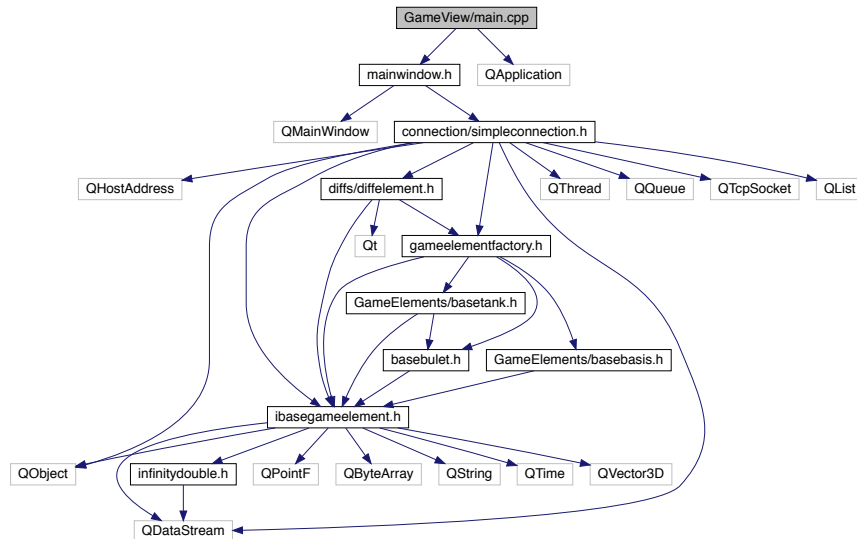 GameView/main.cpp
mainwindow.h
QApplication
QMainWindow
connection/simpleconnection.h
QHostAddress
diffs/diffelement.h
QThread
QQueue
QTcpSocket
QList
Qt
gameelementfactory.h
GameElements/basetank.h
basebulet.h
GameElements/basebasis.h
ibasegameelement.h
QObject
infinitydouble.h
QPointF
QByteArray
QString
QTime
QVector3D
QDataStream